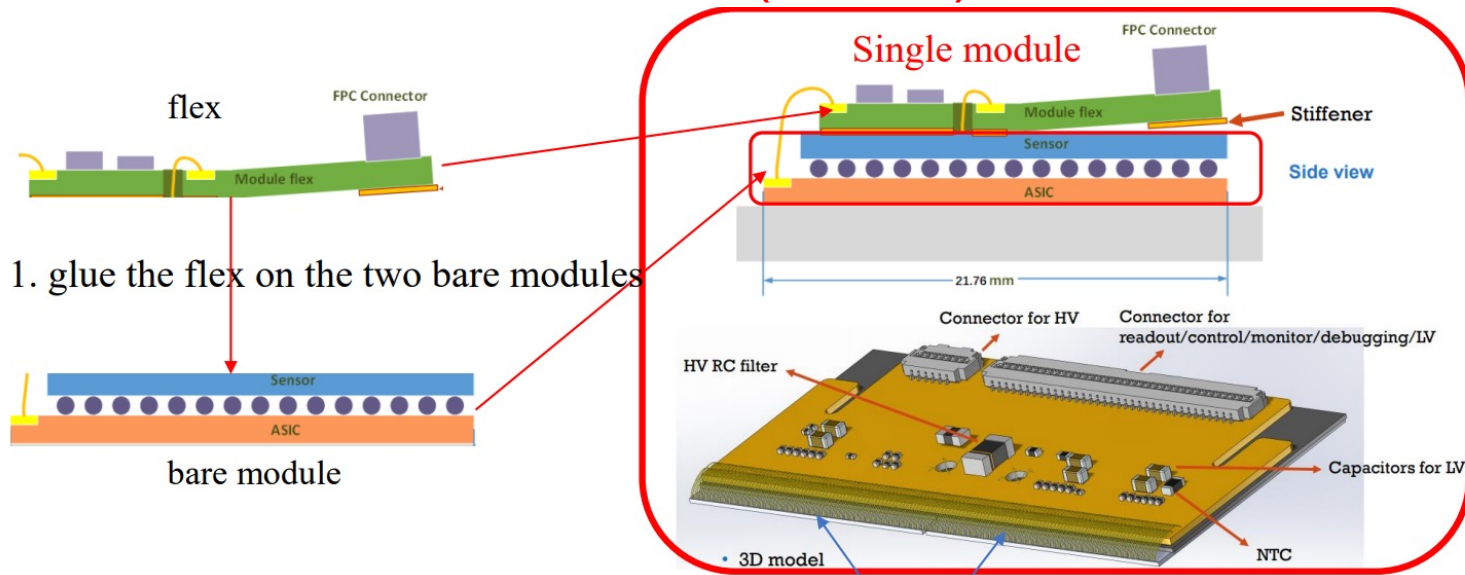 Single module
FPC Connector
flex
FPC Connector
Module flex
Stiffener
Module flex
Sensor
Side view
ASIC
1. glue the flex on the two bare modules
21.76 mm
Connector for HV
Connector for
readout/control/monitor/debugging/LV
HV RC filter
Sensor
ASIC
bare module
Capacitors for LV
• 3D model
NTC